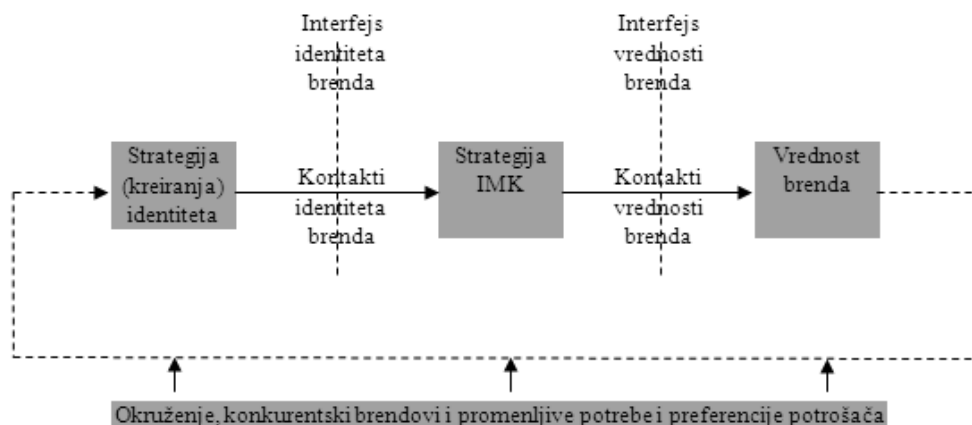 Interfejs
identiteta
brenda
Interfejs
vrednosti
brenda
Strategija
(kreiranja)
identiteta
Kontakti
identiteta
brenda
Strategija
IMK
Kontakti
vrednosti
brenda
Vrednost
brenda
Okruženje, konkurentski brendovi i promenljive potrebe i preferencije potrošača